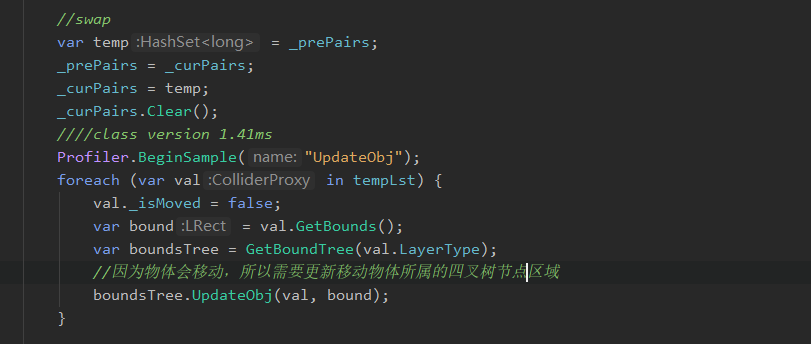 //swap
var temp :HashSet<long> = _prePairs;
_prePairs = _curPairs;
_curPairs = temp;
_curPairs.Clear();
////class version 1.41ms
Profiler.BeginSample( name: "UpdateObj");
foreach (var val :ColliderProxy in tempLst) {
val._isMoved = false;
var bound :LRect = val.GetBounds();
var boundsTree = GetBoundTree(val.LayerType);
//因为物体会移动，所以需要更新移动物体所属的四叉树节点区域
boundsTree.UpdateObj(val, bound);
}